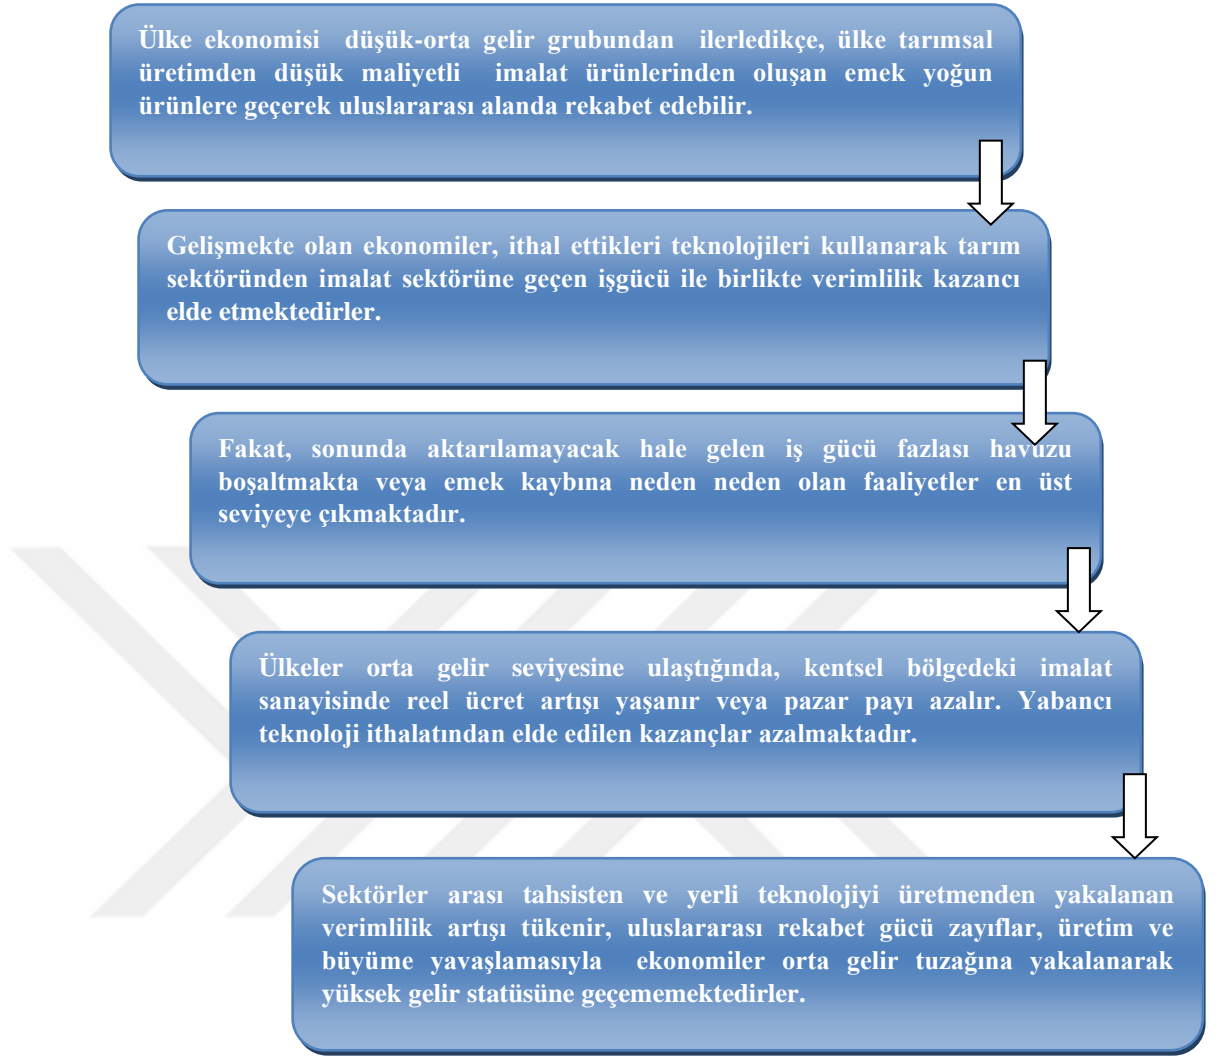 Ülke ekonomisi düşük-orta gelir grubundan ilerledikçe, ülke tarımsal
üretimden düşük maliyetli imalat ürünlerinden oluşan emek yoğun
ürünlere geçerek uluslararası alanda rekabet edebilir.
Gelişmekte olan ekonomiler, ithal ettikleri teknolojileri kullanarak tarım
sektöründen imalat sektörüne geçen işgücü ile birlikte verimlilik kazancı
elde etmektedirler.
Fakat, sonunda aktarılamayacak hale gelen iş gücü fazlası havuzu
boşaltmakta veya emek kaybına neden neden olan faaliyetler en üst
seviyeye çıkmaktadır.
Ülkeler orta gelir seviyesine ulaştığında, kentsel bölgedeki imalat
sanayisinde reel ücret artışı yaşanır veya pazar payı azalır. Yabancı
teknoloji ithalatından elde edilen kazançlar azalmaktadır.
Sektörler arası tahsisten ve yerli teknolojiyi üretmenden yakalanan
verimlilik artışı tükenir, uluslararası rekabet gücü zayıflar, üretim ve
büyüme yavaşlamasıyla ekonomiler orta gelir tuzağına yakalanarak
yüksek gelir statüsüne geçememektedirler.